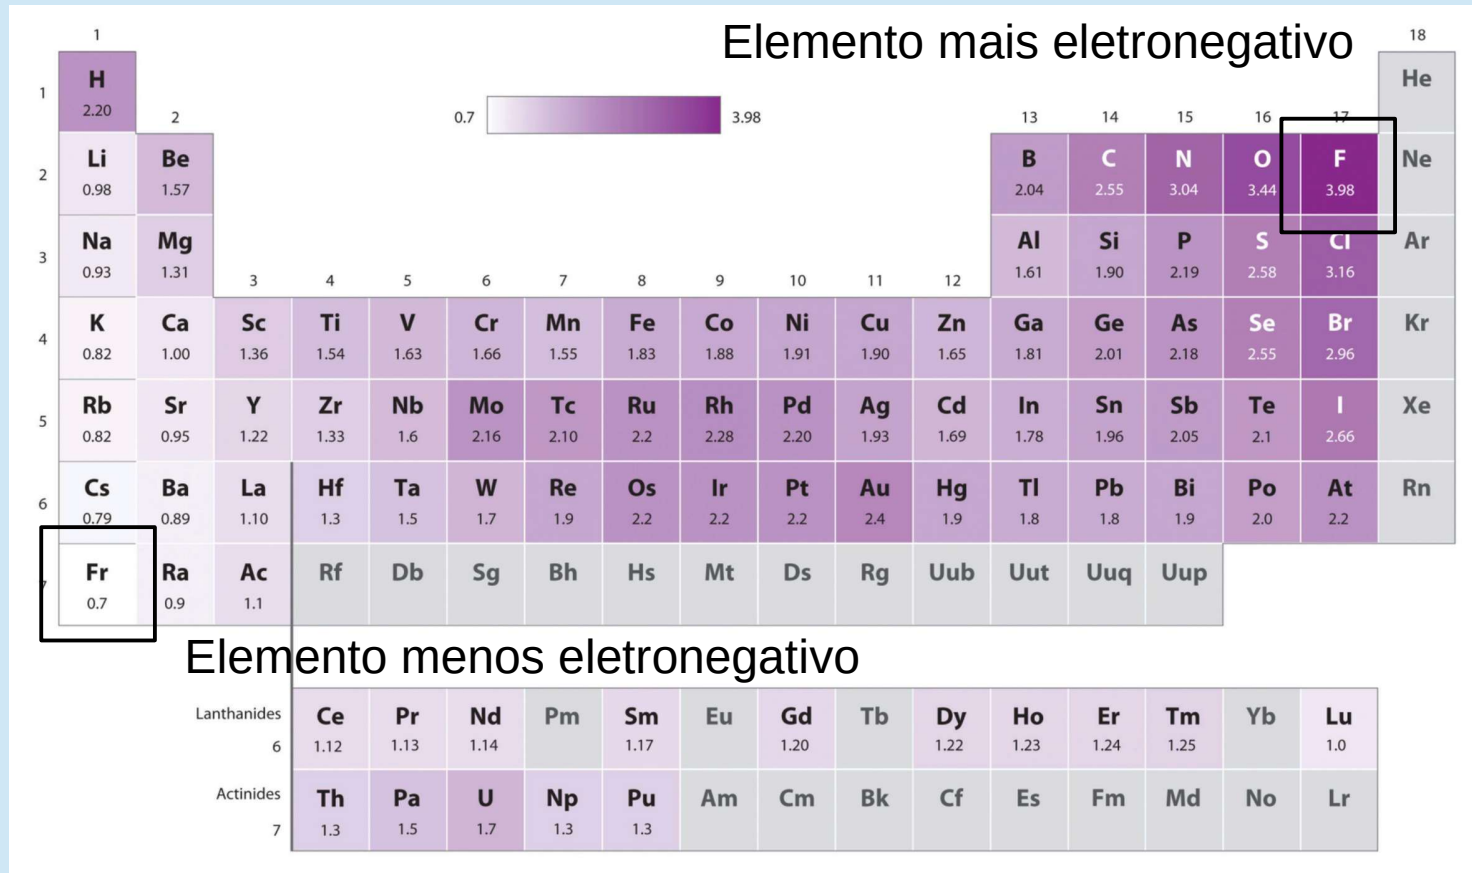 Elemento mais eletronegativo
1 18
1 H He
2.20
2 0.7 3.98 13 14 15 16 17
2 Li Be B C N O F Ne
0.98 1.57 2.04 2.55 3.04 3.44 3.98
3 Na Mg Al Si P S Cl Ar
0.93 1.31 1.61 1.90 2.19 2.58 3.16
3 4 5 6 7 8 9 10 11 12
4 K Ca Sc Ti V Cr Mn Fe Co Ni Cu Zn Ga Ge As Se Br Kr
0.82 1.00 1.36 1.54 1.63 1.66 1.55 1.83 1.88 1.91 1.90 1.65 1.81 2.01 2.18 2.55 2.96
5 Rb Sr Y Zr Nb Mo Tc Ru Rh Pd Ag Cd In Sn Sb Te I Xe
0.82 0.95 1.22 1.33 1.6 2.16 2.10 2.2 2.28 2.20 1.93 1.69 1.78 1.96 2.05 2.1 2.66
6 Cs Ba La Hf Ta W Re Os Ir Pt Au Hg Tl Pb Bi Po At Rn
0.79 0.89 1.10 1.3 1.5 1.7 1.9 2.2 2.2 2.2 2.4 1.9 1.8 1.8 1.9 2.0 2.2
7 Fr Ra Ac Rf Db Sg Bh Hs Mt Ds Rg Uub Uut Uuq Uup
0.7 0.9 1.1
Elemento menos eletronegativo
Lanthanides Ce Pr Nd Pm Sm Eu Gd Tb Dy Ho Er Tm Yb Lu
6 1.12 1.13 1.14 1.17 1.20 1.22 1.23 1.24 1.25 1.0
Actinides Th Pa U Np Pu Am Cm Bk Cf Es Fm Md No Lr
7 1.3 1.5 1.7 1.3 1.3